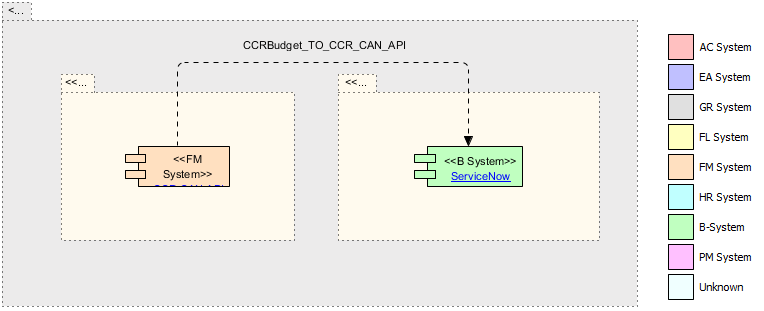 <...
CCRBudget_TO_CCR_CAN_API
<<...
<<...
<<FM
System>>
<<B System>>
ServiceNow
AC System
EA System
GR System
FL System
FM System
HR System
B-System
PM System
Unknown